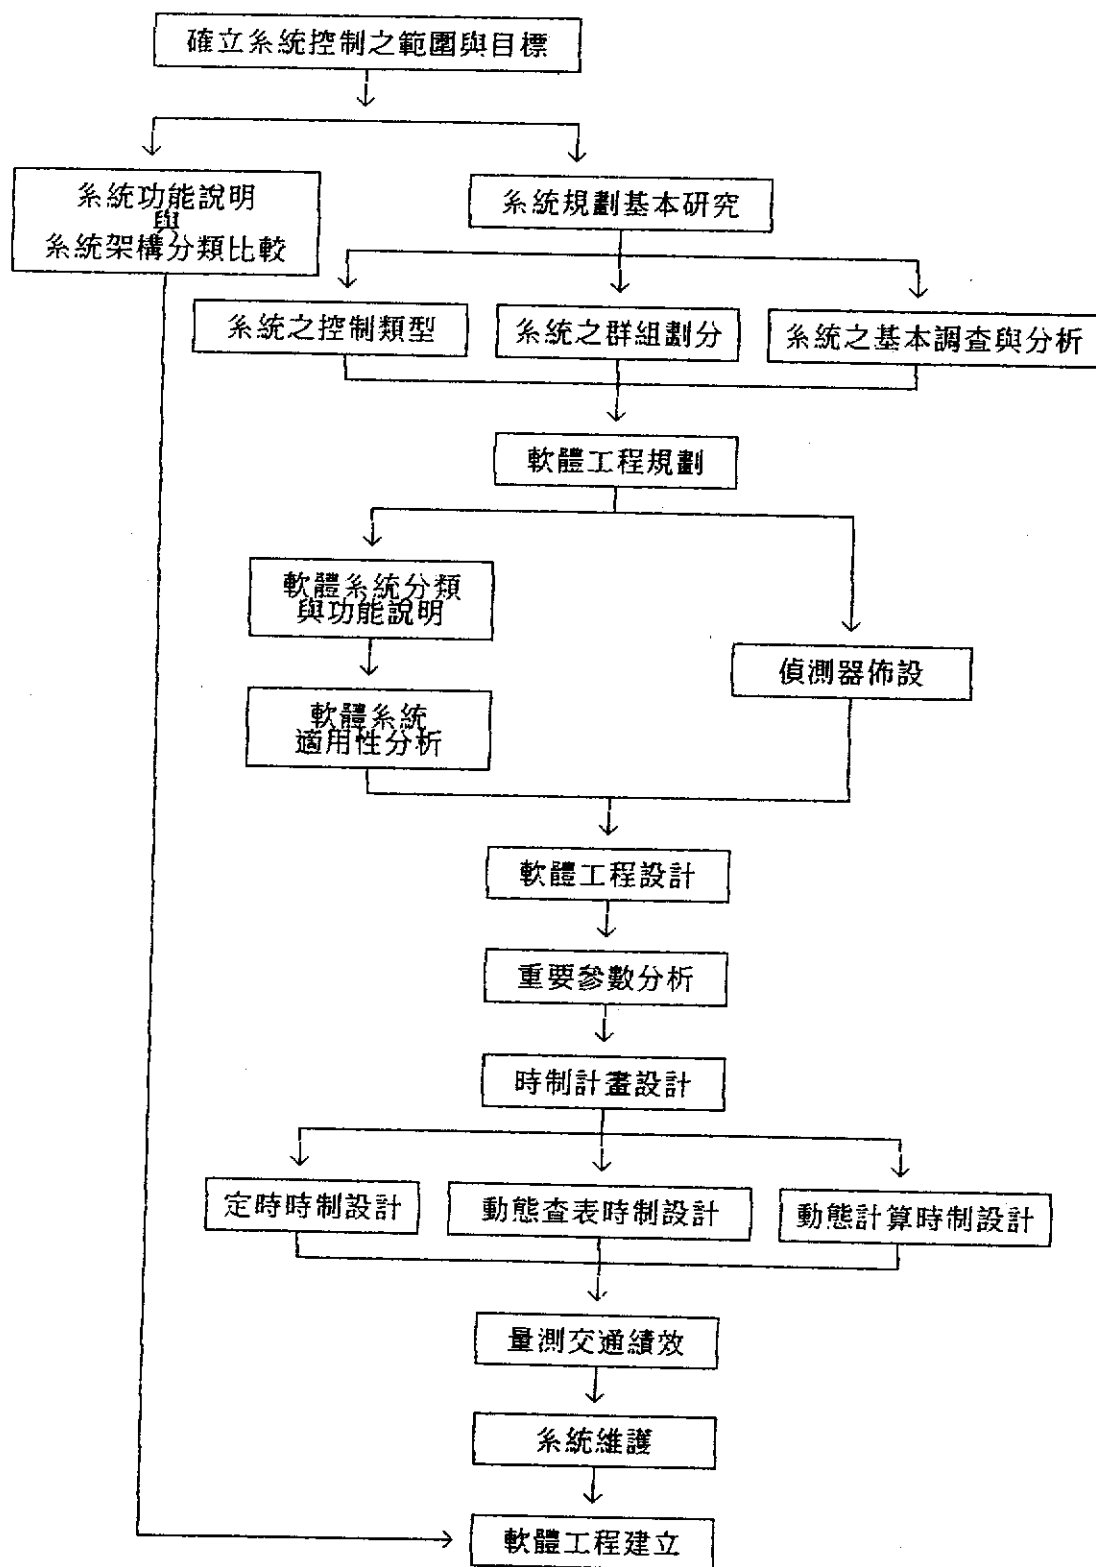 確立系統控制之範圍與目標
系統功能說明
與
系統架構分類比較
系統規劃基本研究
系統之控制類型
系統之群組劃分
系統之基本調查與分析
軟體工程規劃
軟體系統分類
與功能說明
偵測器佈設
軟體系統
適用性分析
軟體工程設計
重要參數分析
時制計畫設計
定時時制設計
動態查表時制設計
動態計算時制設計
量測交通績效
系統維護
軟體工程建立